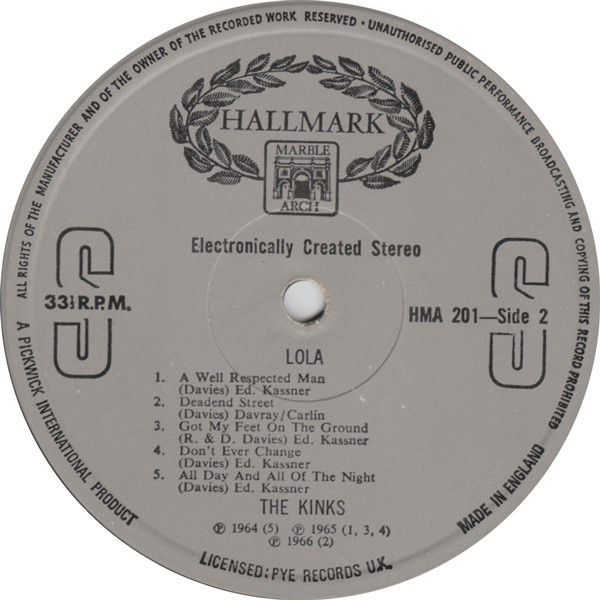 ALL RIGHTS OF THE MANUFACTURER AND OF THE OWNER OF THE RECORDED WORK RESERVED · UNAUTHORISED PUBLIC PERFORMANCE BROADCASTING AND COPYING OF THIS RECORD PROHIBITED
HALLMARK
MARBLE
ARCH
Electronically Created Stereo
33⅓ R.P.M.
HMA 201—Side 2
LOLA
1. A Well Respected Man
(Davies) Ed. Kassner
2. Deadend Street
(Davies) Davray/Carlin
3. Got My Feet On The Ground
(R. & D. Davies) Ed. Kassner
4. Don't Ever Change
(Davies) Ed. Kassner
5. All Day And All Of The Night
(Davies) Ed. Kassner
THE KINKS
℗ 1964 (5) ℗ 1965 (1, 3, 4)
℗ 1966 (2)
A PICKWICK INTERNATIONAL PRODUCT
LICENSED: PYE RECORDS U.K.
MADE IN ENGLAND